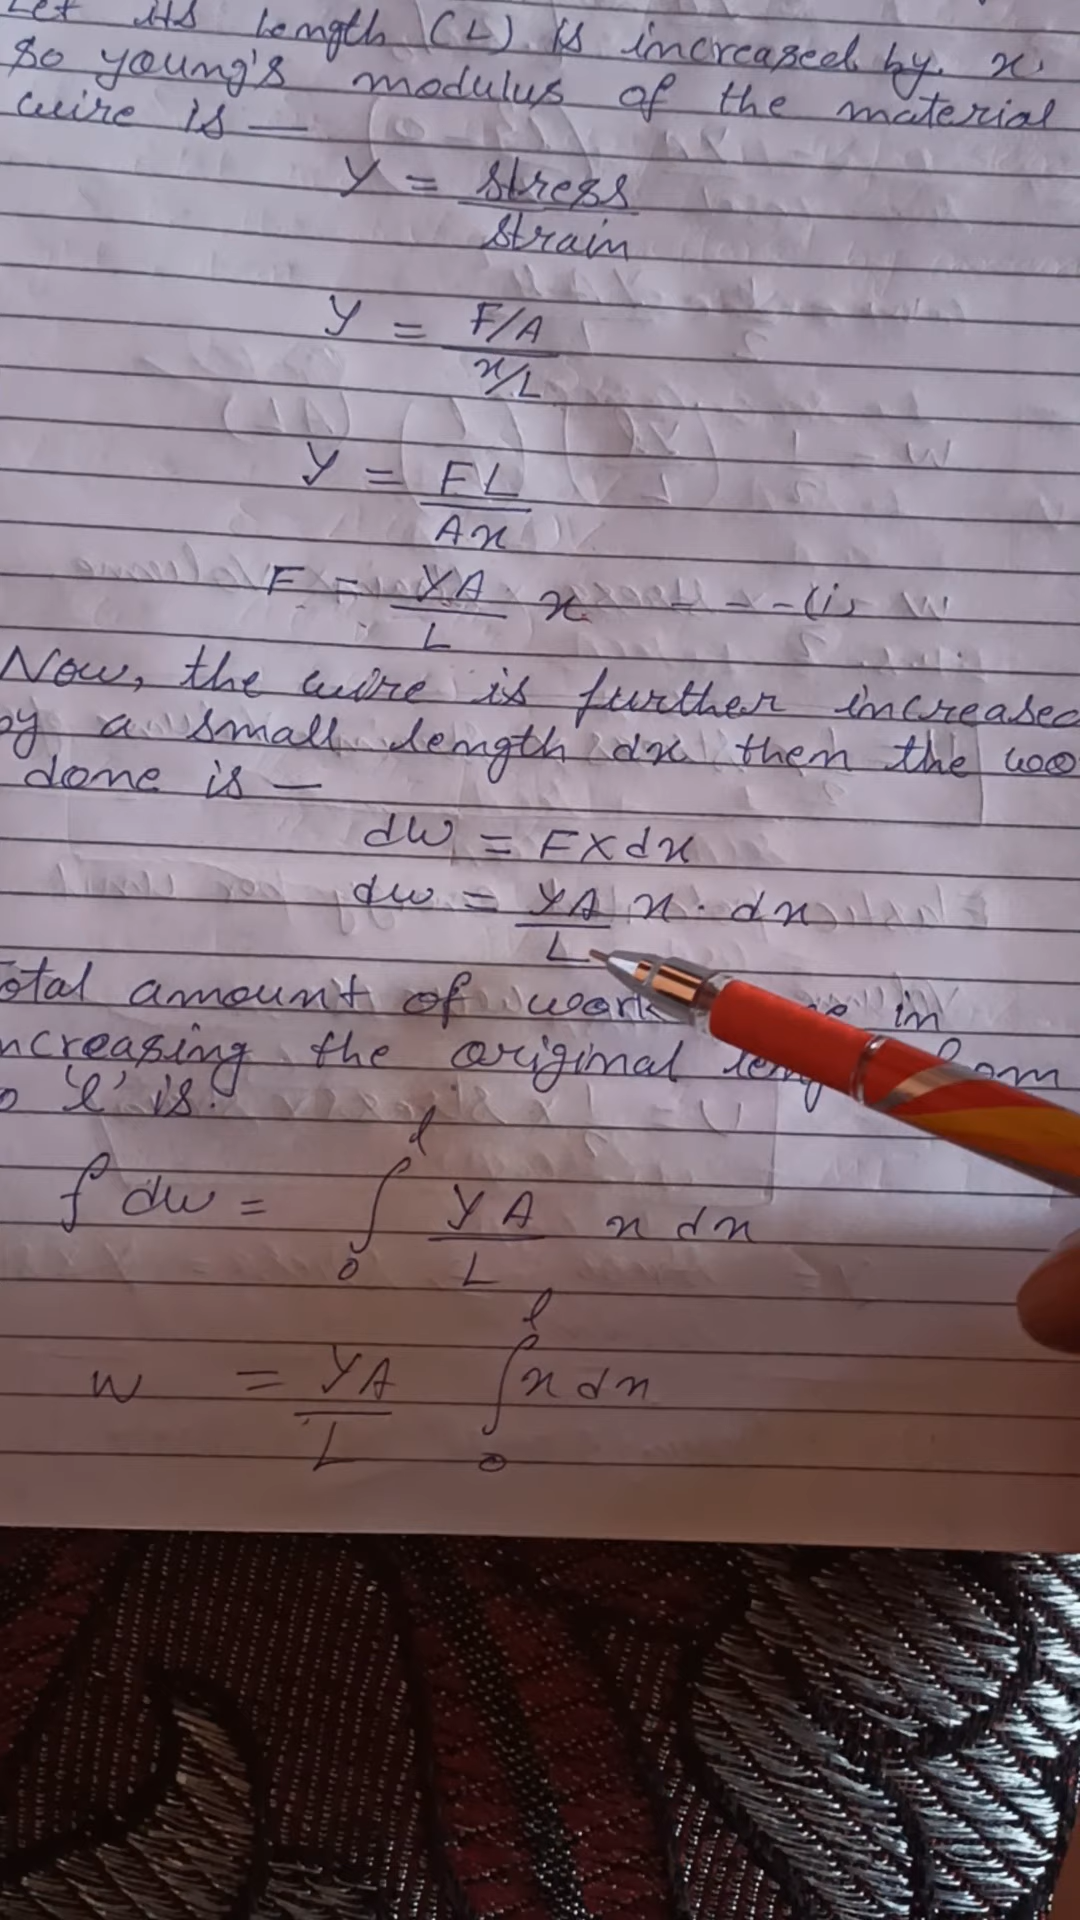 Let its length (L) is increased by x.
so young's modulus of the material
wire is —
Y = stress / strain
Y = F/A / x/L
Y = FL / Ax
F = YA/L x - - - (i)
Now, the wire is further increased
by a small length dx then the
done is —
dw = F X dx
dw = YA/L x . dx
total amount of work in
increasing the original
'l' is.
∫ dw = ∫₀ˡ YA/L x dx
w = YA/L ∫₀ˡ x dx